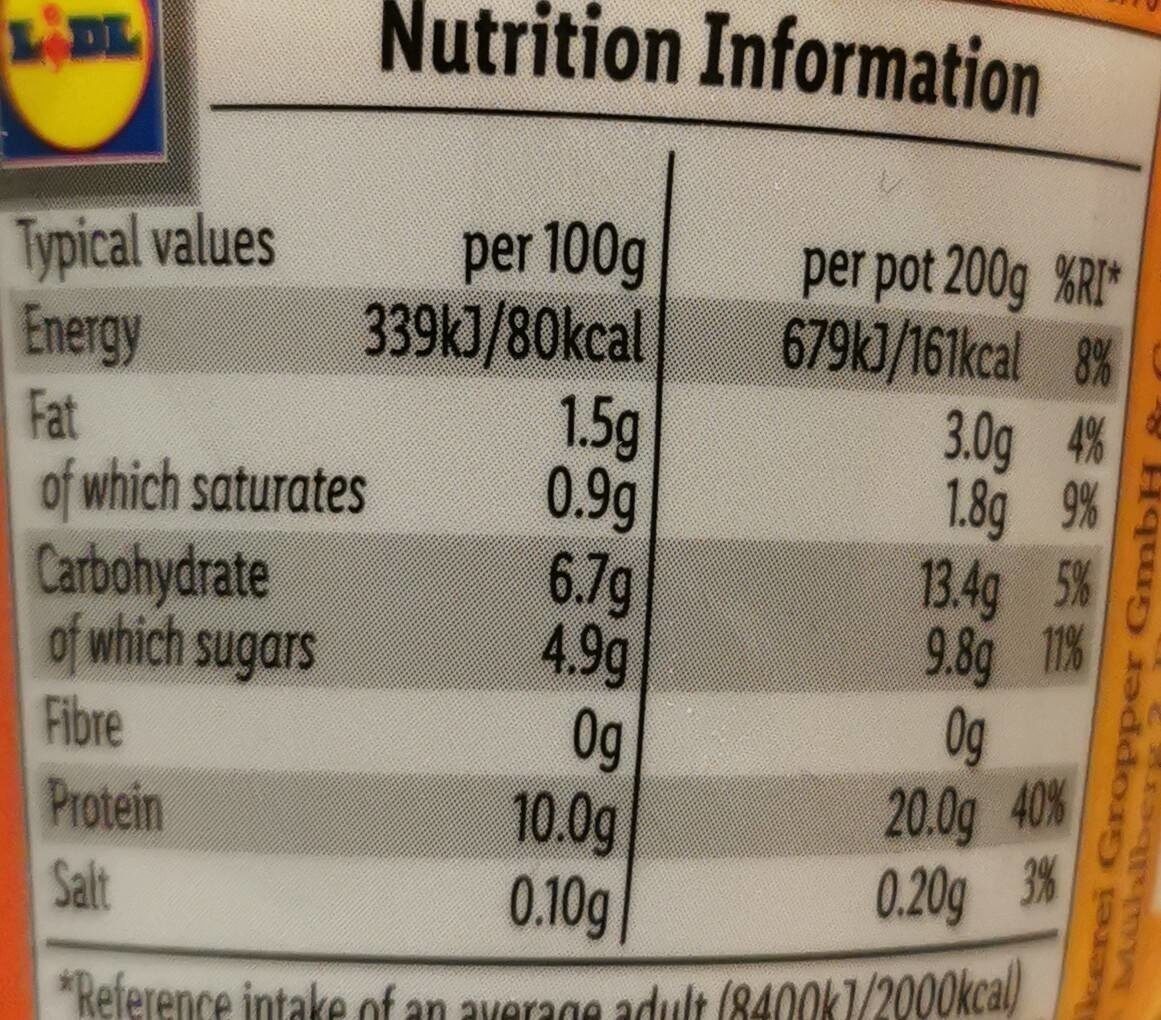 LIDL
Nutrition Information
Typical values per 100g per pot 200g %RI*
Energy 339kJ/80kcal 679kJ/161kcal 8%
Fat 1.5g 3.0g 4%
of which saturates 0.9g 1.8g 9%
Carbohydrate 6.7g 13.4g 5%
of which sugars 4.9g 9.8g 11%
Fibre 0g 0g
Protein 10.0g 20.0g 40%
Salt 0.10g 0.20g 3%
*Reference intake of an average adult (8400kJ/2000kcal)
Gropper GmbH &